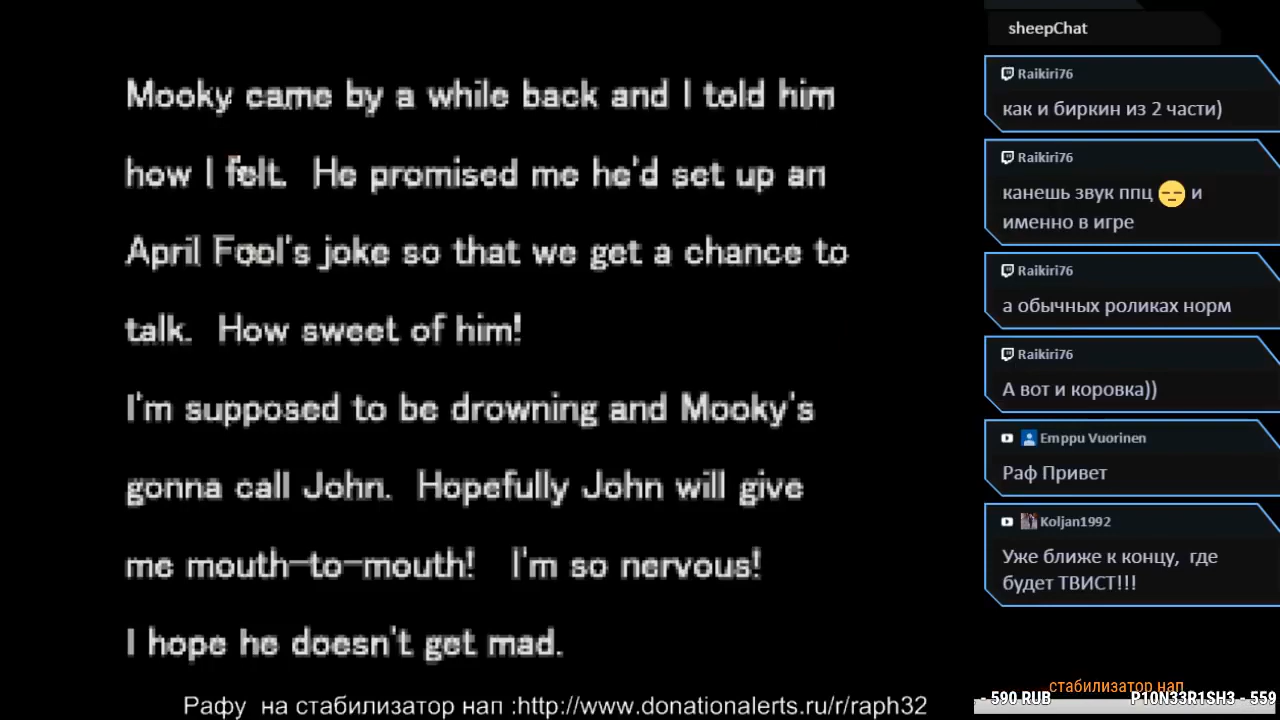 Mooky came by a while back and I told him
how I felt. He promised me he'd set up an
April Fool's joke so that we get a chance to
talk. How sweet of him!
I'm supposed to be drowning and Mooky's
gonna call John. Hopefully John will give
me mouth-to-mouth! I'm so nervous!
I hope he doesn't get mad.
Рафу на стабилизатор нап :http://www.donationalerts.ru/r/raph32
sheepChat
Raikiri76
как и биркин из 2 части)
Raikiri76
канешь звук ппц 😑 и
именно в игре
Raikiri76
а обычных роликах норм
Raikiri76
А вот и коровка))
Emppu Vuorinen
Раф Привет
Koljan1992
Уже ближе к концу, где
будет ТВИСТ!!!
стабилизатор нап
- 590 RUB P10N33R1SH3 - 559